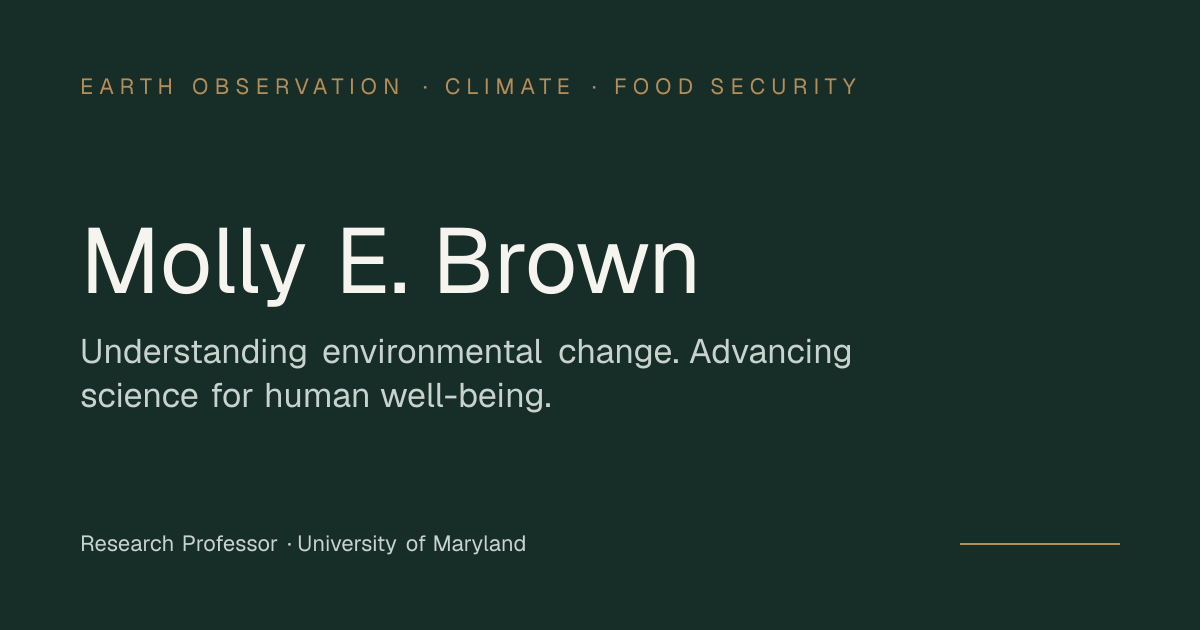 EARTH OBSERVATION · CLIMATE · FOOD SECURITY
Molly E. Brown
Understanding environmental change. Advancing
science for human well-being.
Research Professor · University of Maryland